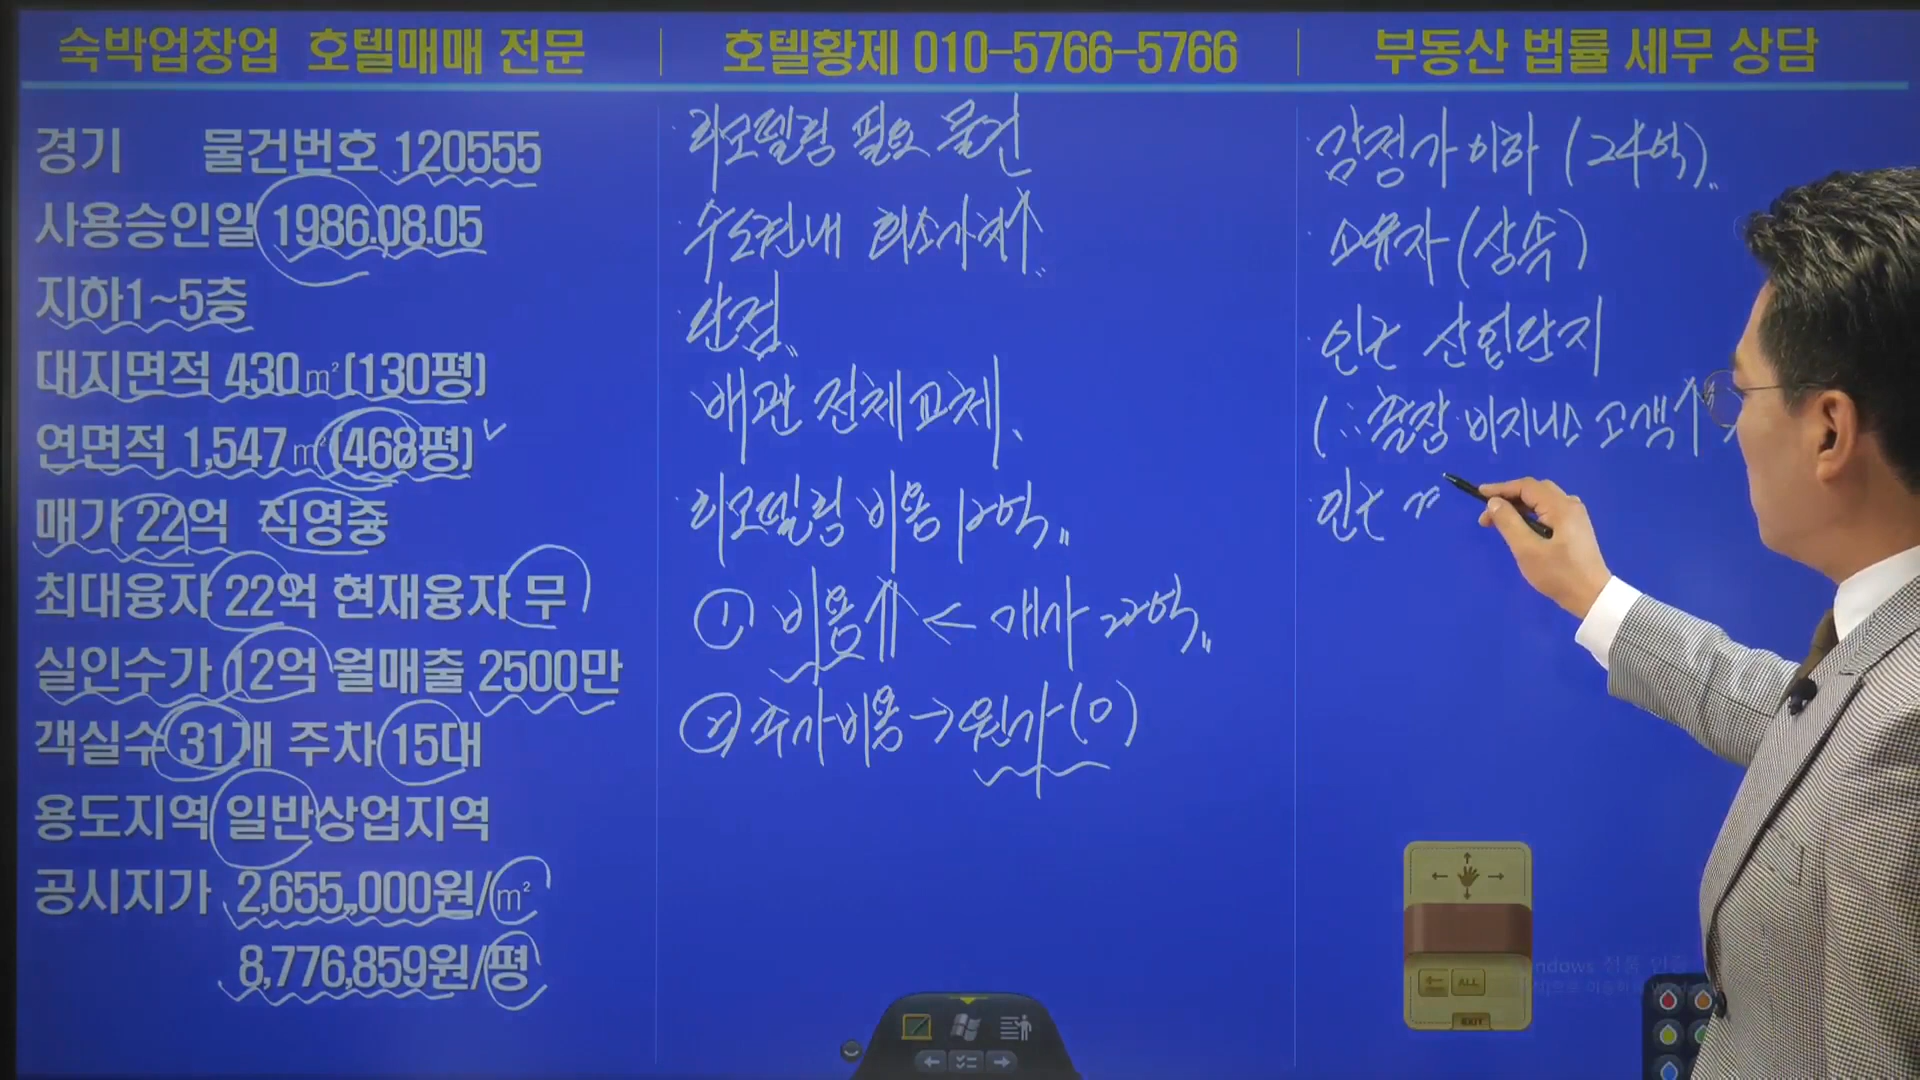 숙박업창업 호텔매매 전문
호텔황제 010-5766-5766
부동산 법률 세무 상담
경기 물건번호 120555
사용승인일 1986.08.05
지하1~5층
대지면적 430㎡(130평)
연면적 1,547㎡(468평)
매가 22억 직영중
최대융자 22억 현재융자 무
실인수가 12억 월매출 2500만
객실수 31개 주차 15대
용도지역 일반상업지역
공시지가 2,655,000원/㎡
8,776,859원/평
리모델링 필요 물건
수도권내 희소가치↑
단점
배관 전체교체
리모델링 비용 12억
① 비용⇑ ← 매가 22억
② 추가비용 → 원가(0)
감정가 이하 (24억)
소유자 (상속)
인근 산업단지
(∴ 출장 비지니스 고객↑
인근
ALL
EXIT